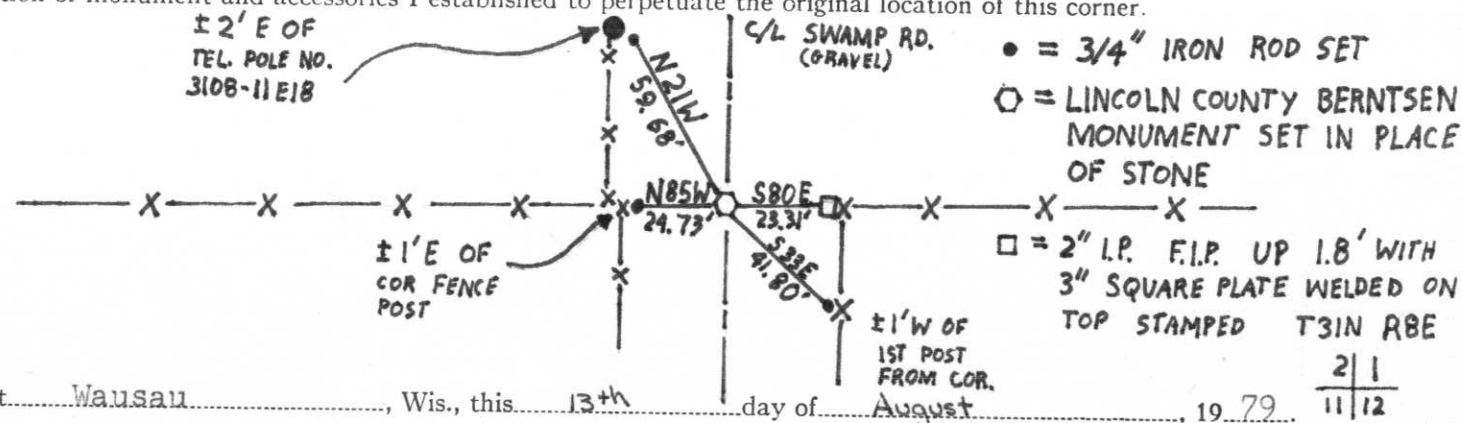 tion of monument and accessories I established to perpetuate the original location of this corner.
±2' E OF
TEL. POLE NO.
3108-11E18
C/L SWAMP RD.
(GRAVEL)
● = 3/4" IRON ROD SET
⬡ = LINCOLN COUNTY BERNTSEN
MONUMENT SET IN PLACE
OF STONE
N21W
59.68'
N85W
24.73'
S80E
23.31'
S33E
41.80'
±1' E OF
COR FENCE
POST
□ = 2" I.P. F.I.P. UP 1.8' WITH
3" SQUARE PLATE WELDED ON
TOP STAMPED T31N R8E
2 | 1
11 | 12
±1' W OF
1ST POST
FROM COR.
t Wausau, Wis., this 13th day of August, 19 79.